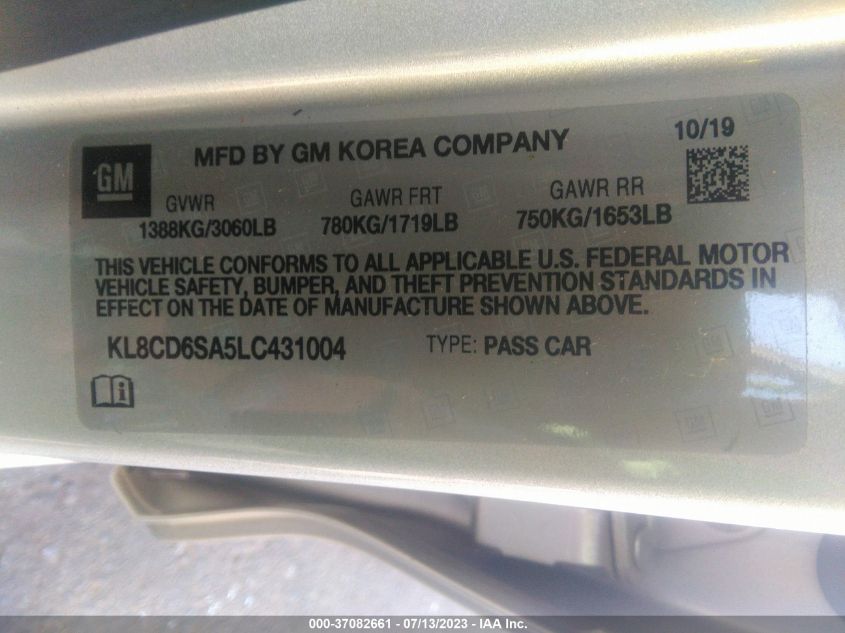 MFD BY GM KOREA COMPANY
10/19
GM
GVWR GAWR FRT GAWR RR
1388KG/3060LB 780KG/1719LB 750KG/1653LB
THIS VEHICLE CONFORMS TO ALL APPLICABLE U.S. FEDERAL MOTOR
VEHICLE SAFETY, BUMPER, AND THEFT PREVENTION STANDARDS IN
EFFECT ON THE DATE OF MANUFACTURE SHOWN ABOVE.
KL8CD6SA5LC431004 TYPE: PASS CAR
000-37082661 - 07/13/2023 - IAA Inc.